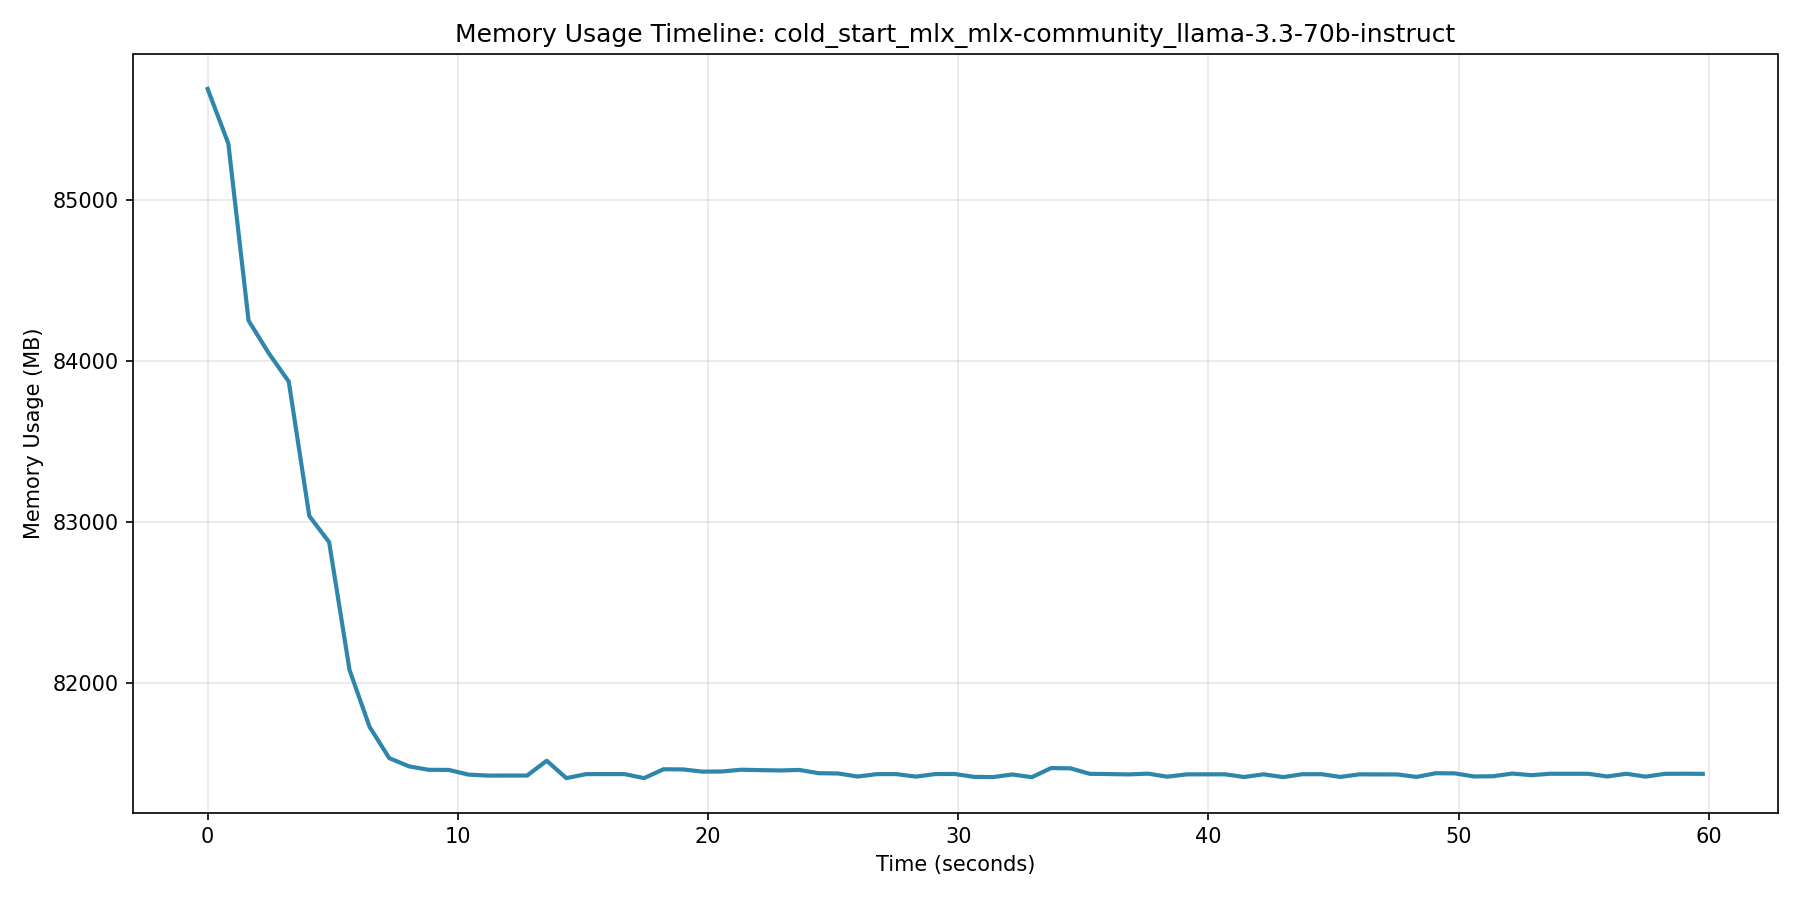 Memory Usage Timeline: cold_start_mlx_mlx-community_llama-3.3-70b-instruct
Memory Usage (MB)
85000
84000
83000
82000
0 10 20 30 40 50 60
Time (seconds)